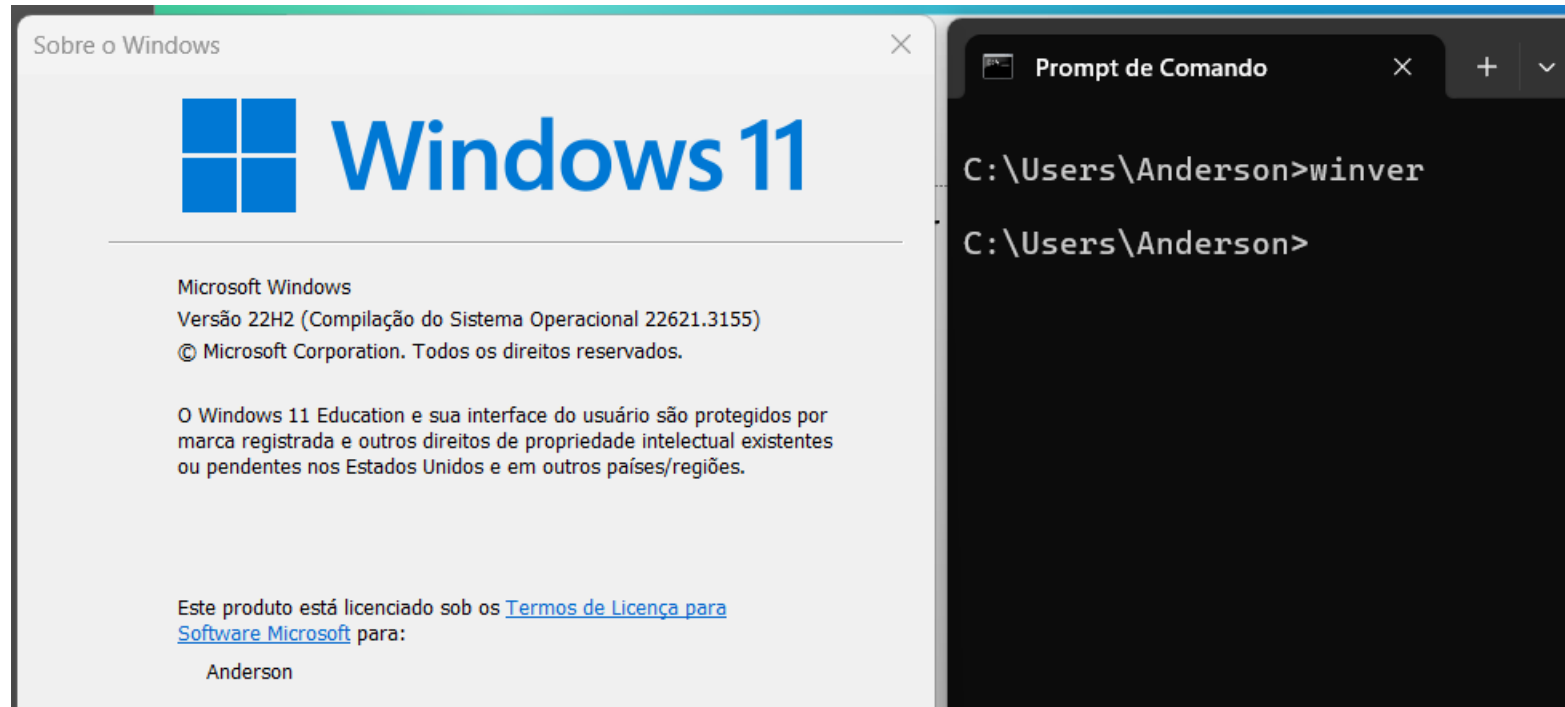 Sobre o Windows
Windows 11
Microsoft Windows
Versão 22H2 (Compilação do Sistema Operacional 22621.3155)
© Microsoft Corporation. Todos os direitos reservados.
O Windows 11 Education e sua interface do usuário são protegidos por
marca registrada e outros direitos de propriedade intelectual existentes
ou pendentes nos Estados Unidos e em outros países/regiões.
Este produto está licenciado sob os Termos de Licença para
Software Microsoft para:
Anderson
Prompt de Comando
C:\Users\Anderson>winver
C:\Users\Anderson>